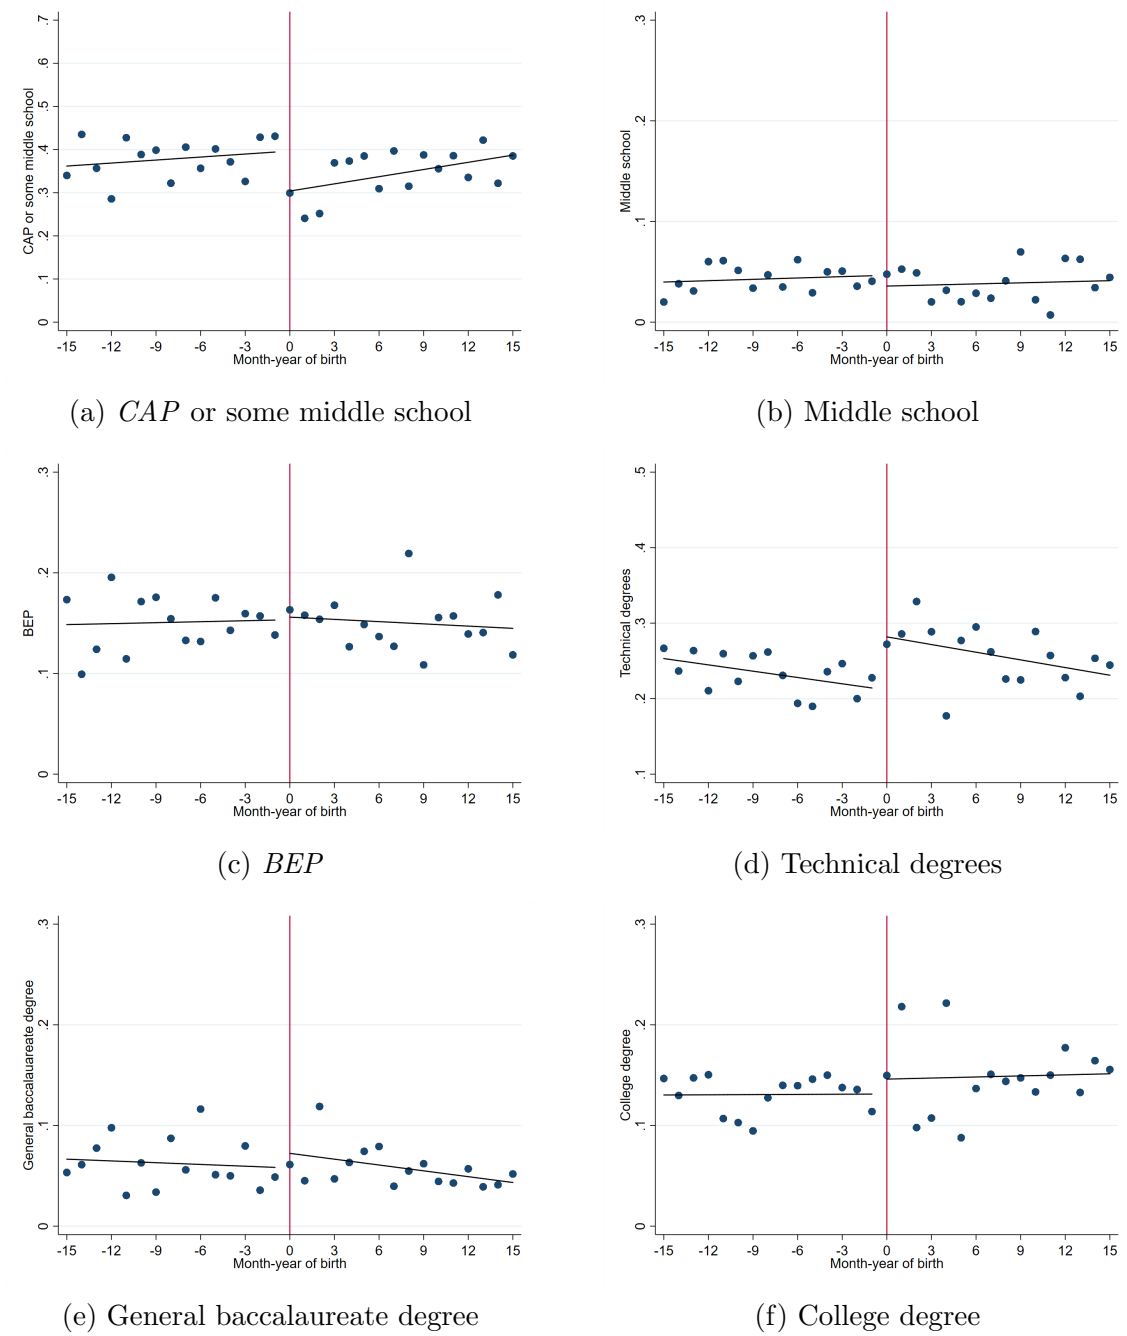 CAP or some middle school
.7
.6
.5
.4
.3
.2
.1
0
-15 -12 -9 -6 -3 0 3 6 9 12 15
Month-year of birth
(a) CAP or some middle school
Middle school
.3
.2
.1
0
-15 -12 -9 -6 -3 0 3 6 9 12 15
Month-year of birth
(b) Middle school
BEP
.3
.2
.1
0
-15 -12 -9 -6 -3 0 3 6 9 12 15
Month-year of birth
(c) BEP
Technical degrees
.5
.4
.3
.2
.1
-15 -12 -9 -6 -3 0 3 6 9 12 15
Month-year of birth
(d) Technical degrees
General baccalauareate degree
.3
.2
.1
0
-15 -12 -9 -6 -3 0 3 6 9 12 15
Month-year of birth
(e) General baccalaureate degree
College degree
.3
.2
.1
0
-15 -12 -9 -6 -3 0 3 6 9 12 15
Month-year of birth
(f) College degree